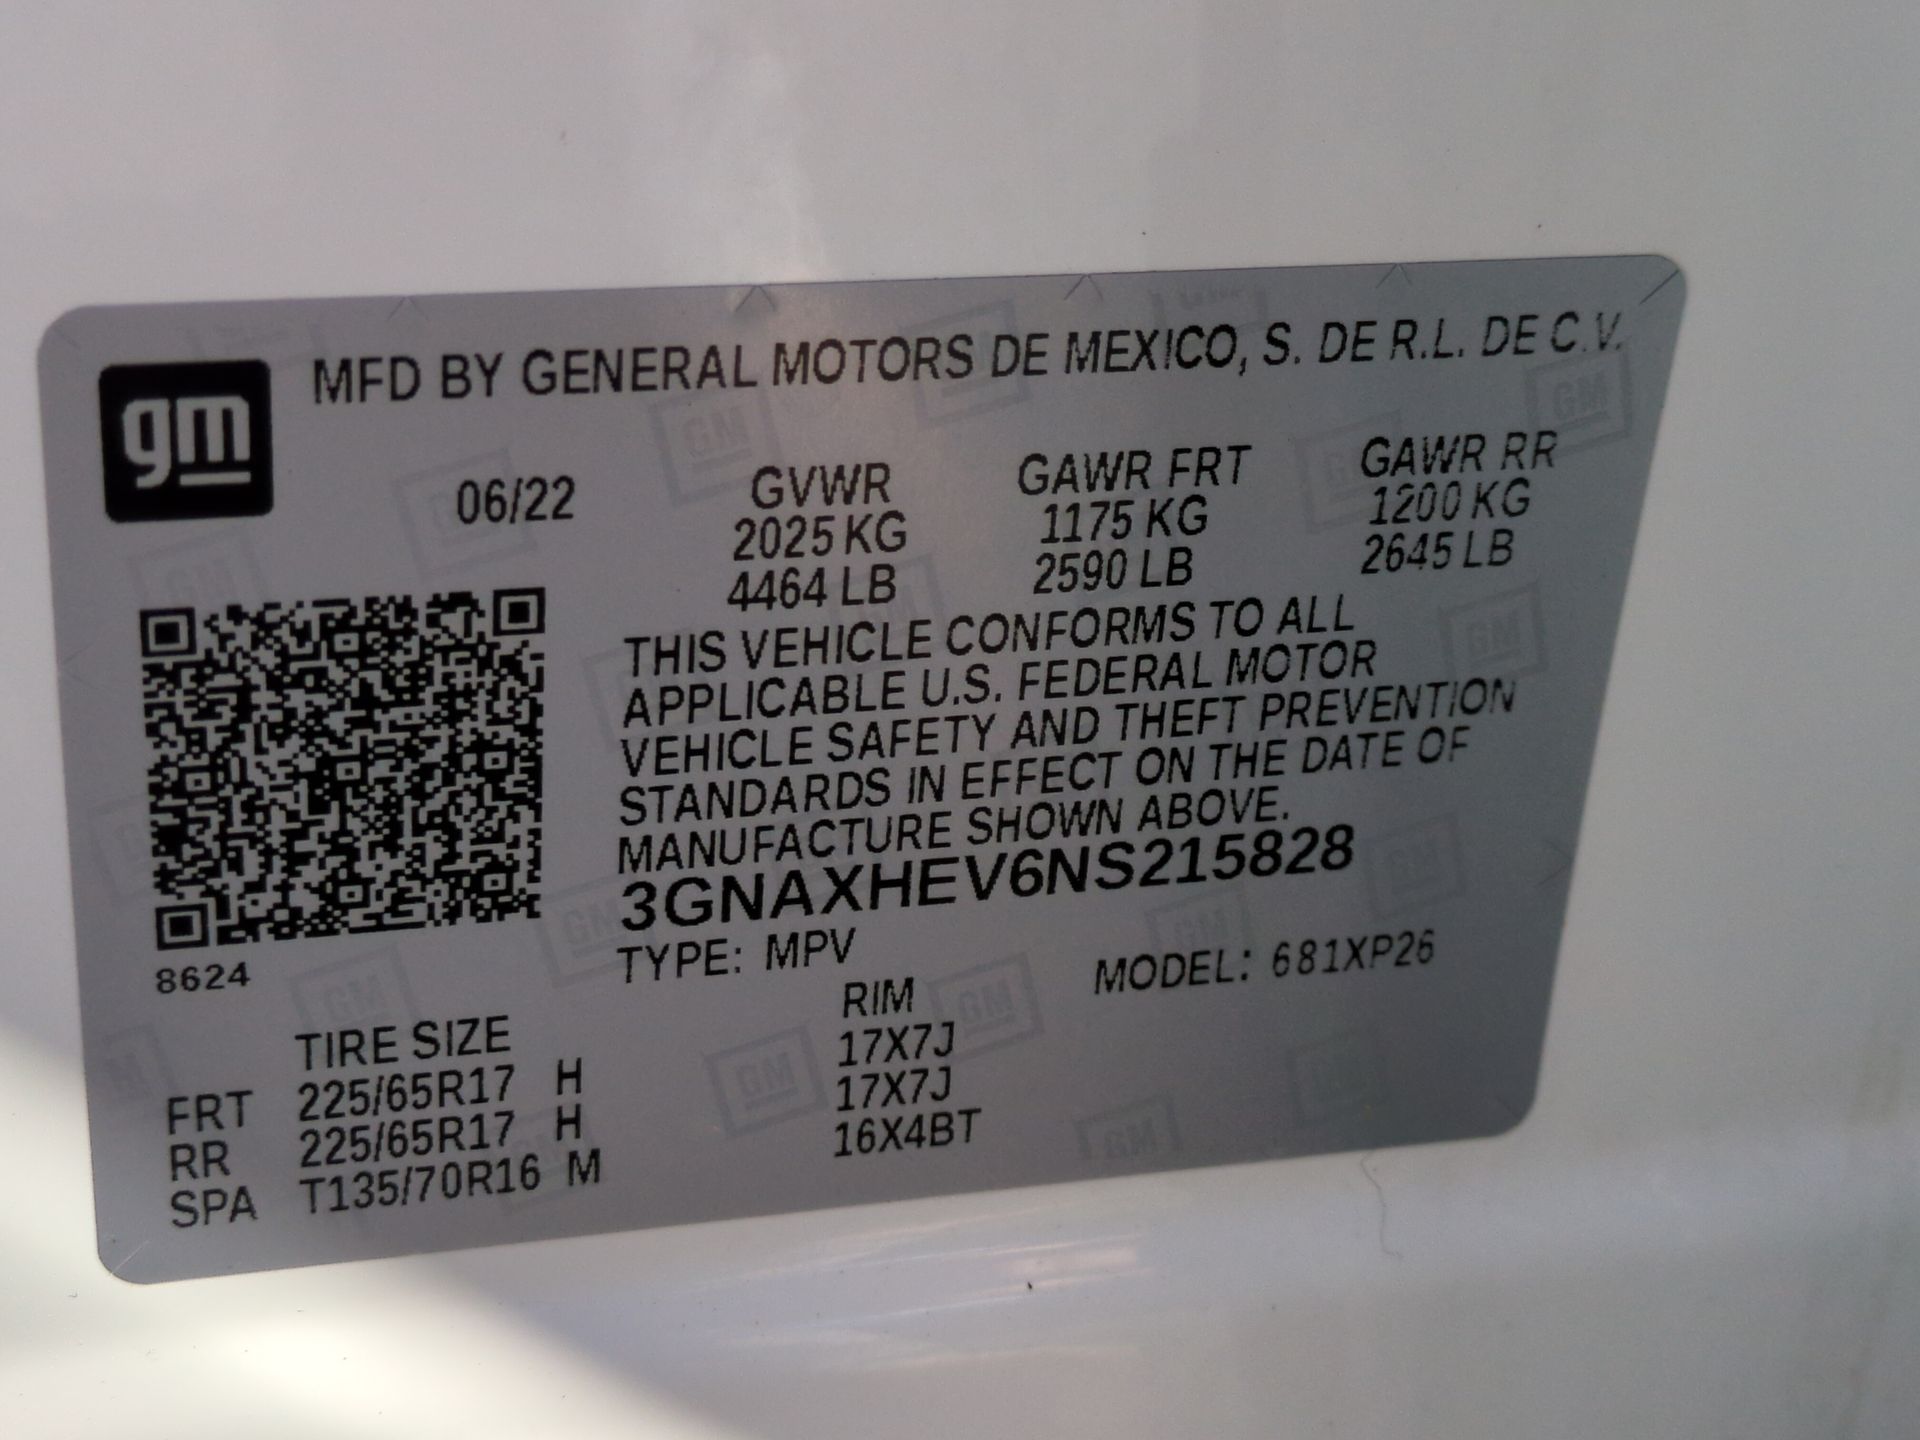 gm
MFD BY GENERAL MOTORS DE MEXICO, S. DE R.L. DE C.V.
06/22 GVWR GAWR FRT GAWR RR
2025 KG 1175 KG 1200 KG
4464 LB 2590 LB 2645 LB
THIS VEHICLE CONFORMS TO ALL
APPLICABLE U.S. FEDERAL MOTOR
VEHICLE SAFETY AND THEFT PREVENTION
STANDARDS IN EFFECT ON THE DATE OF
MANUFACTURE SHOWN ABOVE.
3GNAXHEV6NS215828
8624
TYPE: MPV MODEL: 681XP26
TIRE SIZE RIM
FRT 225/65R17 H 17X7J
RR 225/65R17 H 17X7J
SPA T135/70R16 M 16X4BT